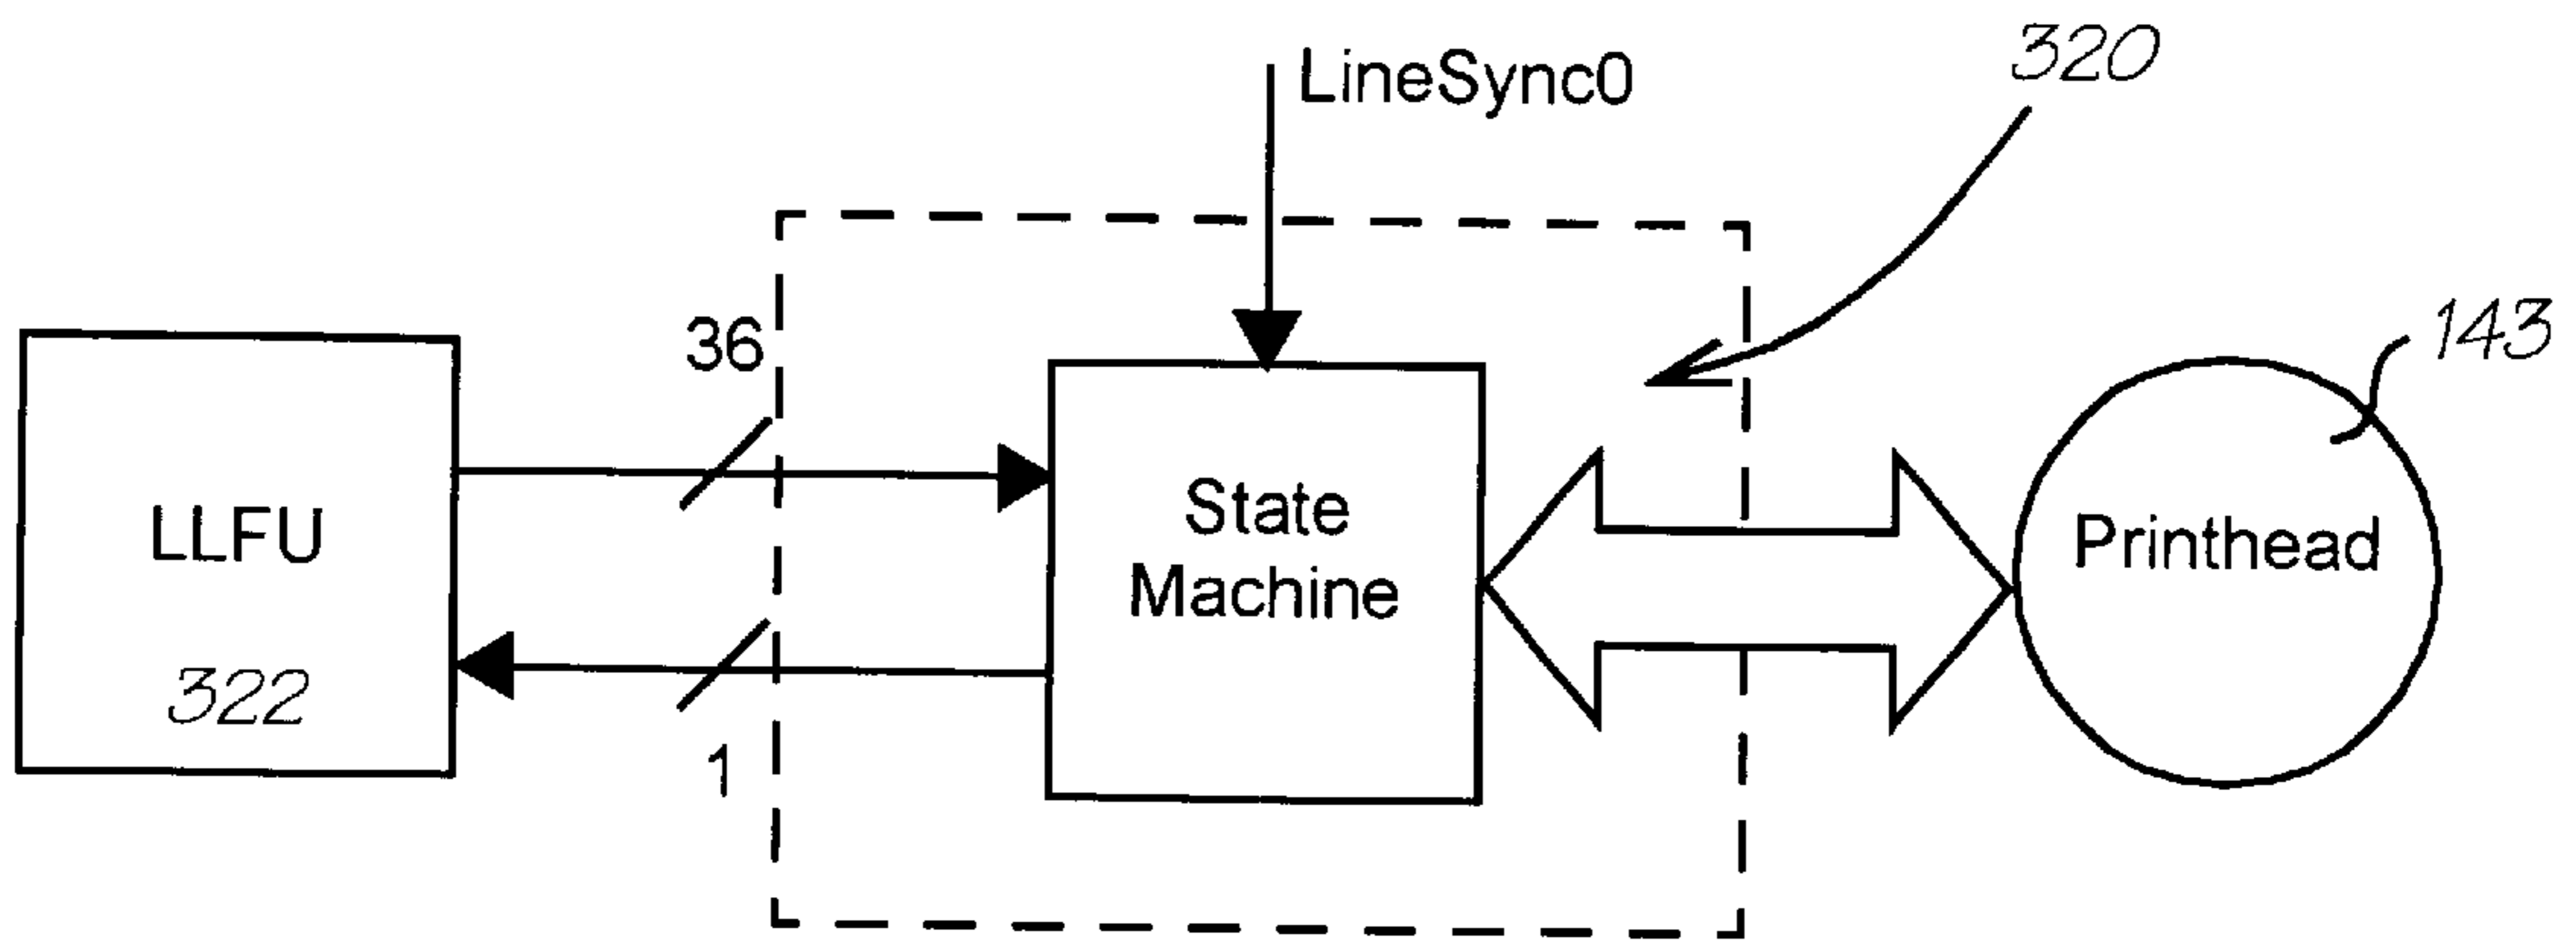 LineSync0
320
36
143
LLFU
322
State
Machine
Printhead
1